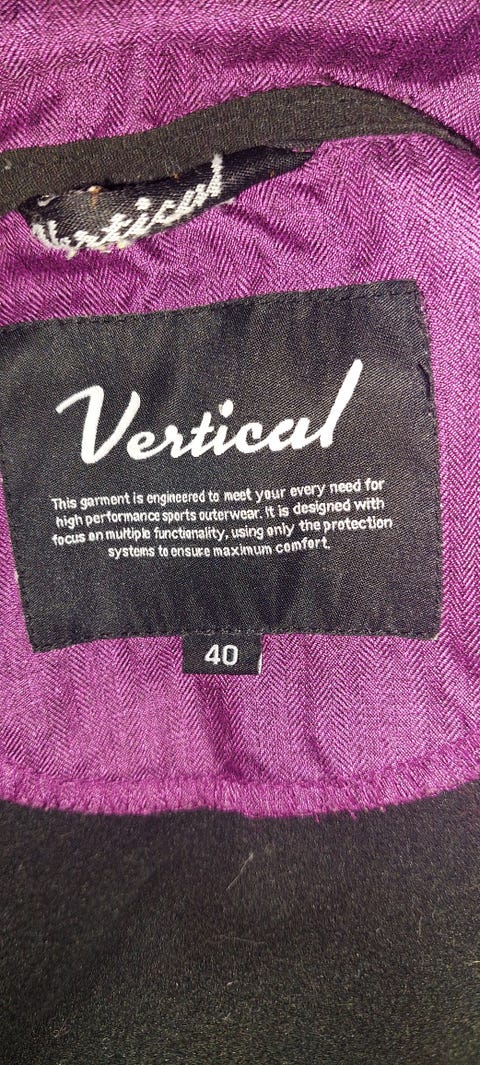 Vertical
Vertical
This garment is engineered to meet your every need for
high performance sports outerwear. It is designed with
focus on multiple functionality, using only the protection
systems to ensure maximum comfort.
40